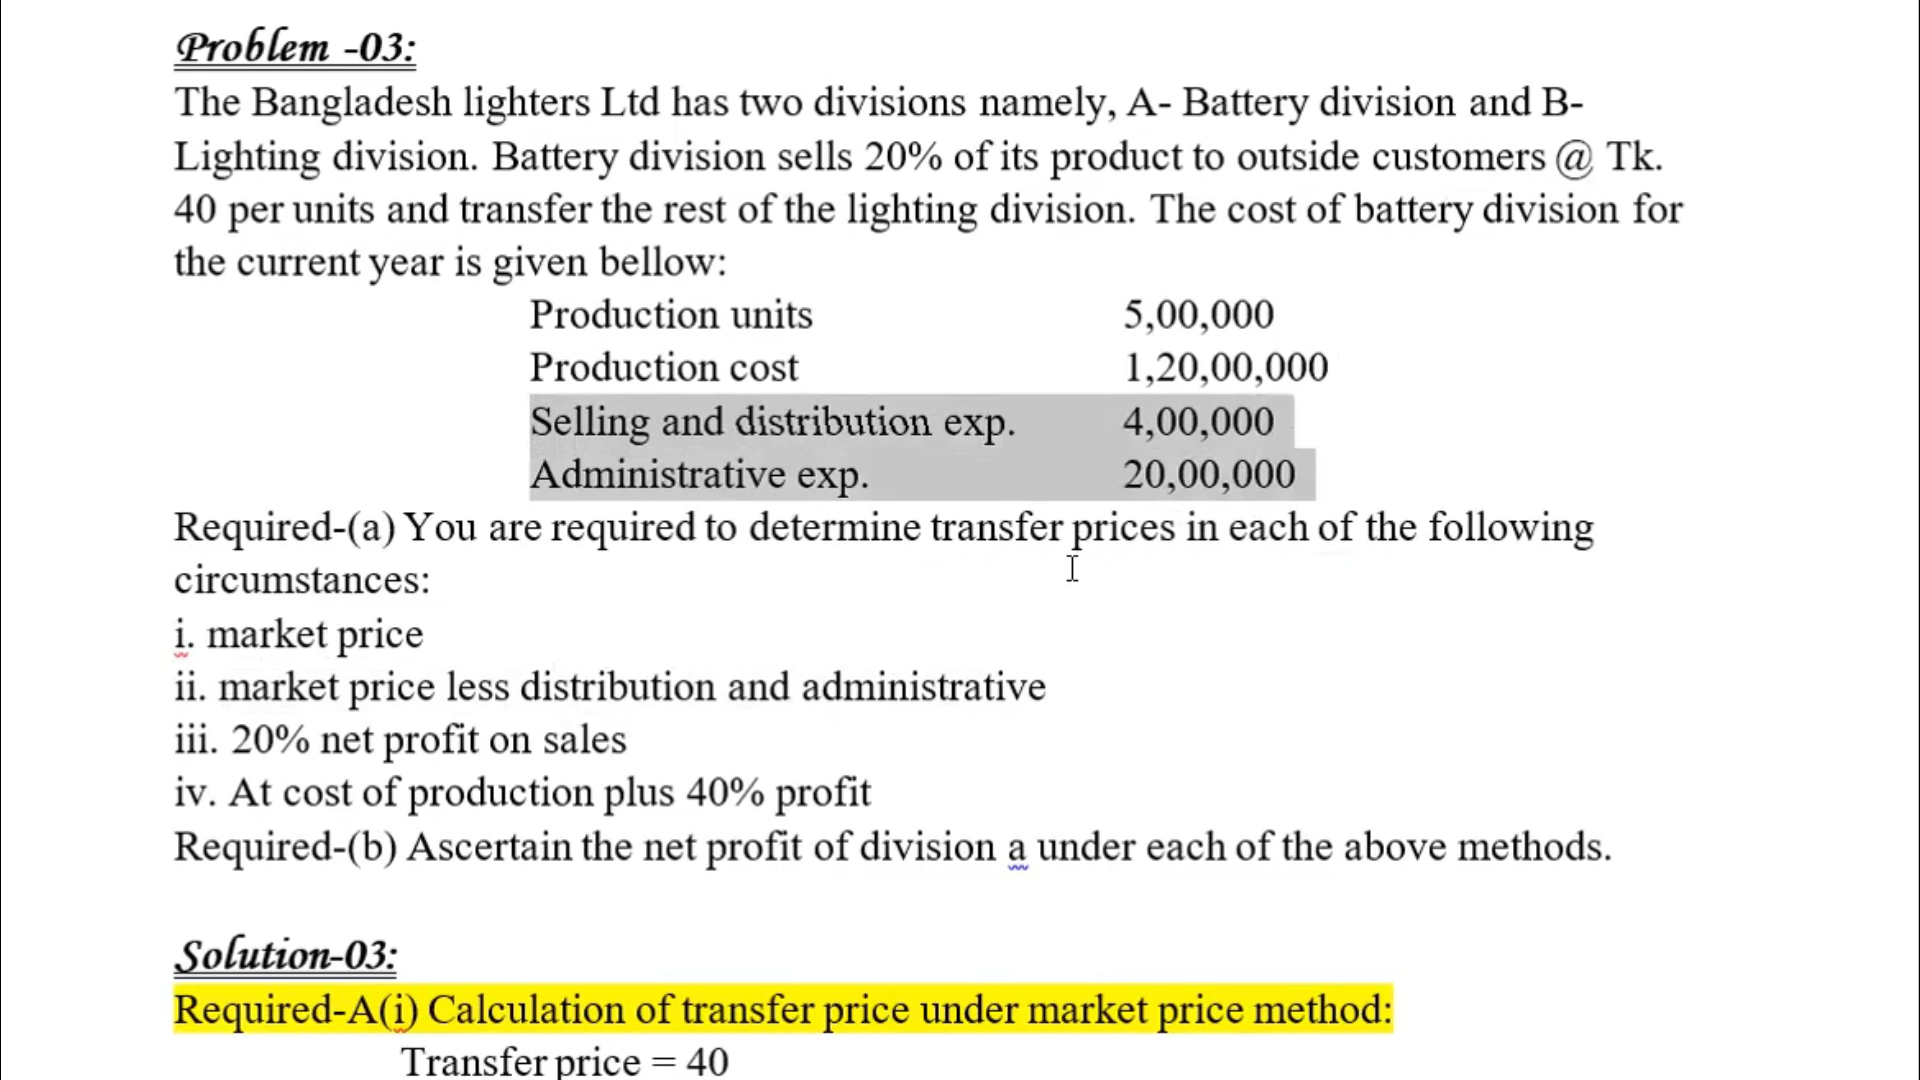 Problem -03:
The Bangladesh lighters Ltd has two divisions namely, A- Battery division and B-
Lighting division. Battery division sells 20% of its product to outside customers @ Tk.
40 per units and transfer the rest of the lighting division. The cost of battery division for
the current year is given bellow:
Production units 5,00,000
Production cost 1,20,00,000
Selling and distribution exp. 4,00,000
Administrative exp. 20,00,000
Required-(a) You are required to determine transfer prices in each of the following
circumstances:
i. market price
ii. market price less distribution and administrative
iii. 20% net profit on sales
iv. At cost of production plus 40% profit
Required-(b) Ascertain the net profit of division a under each of the above methods.
Solution-03:
Required-A(i) Calculation of transfer price under market price method:
Transfer price = 40